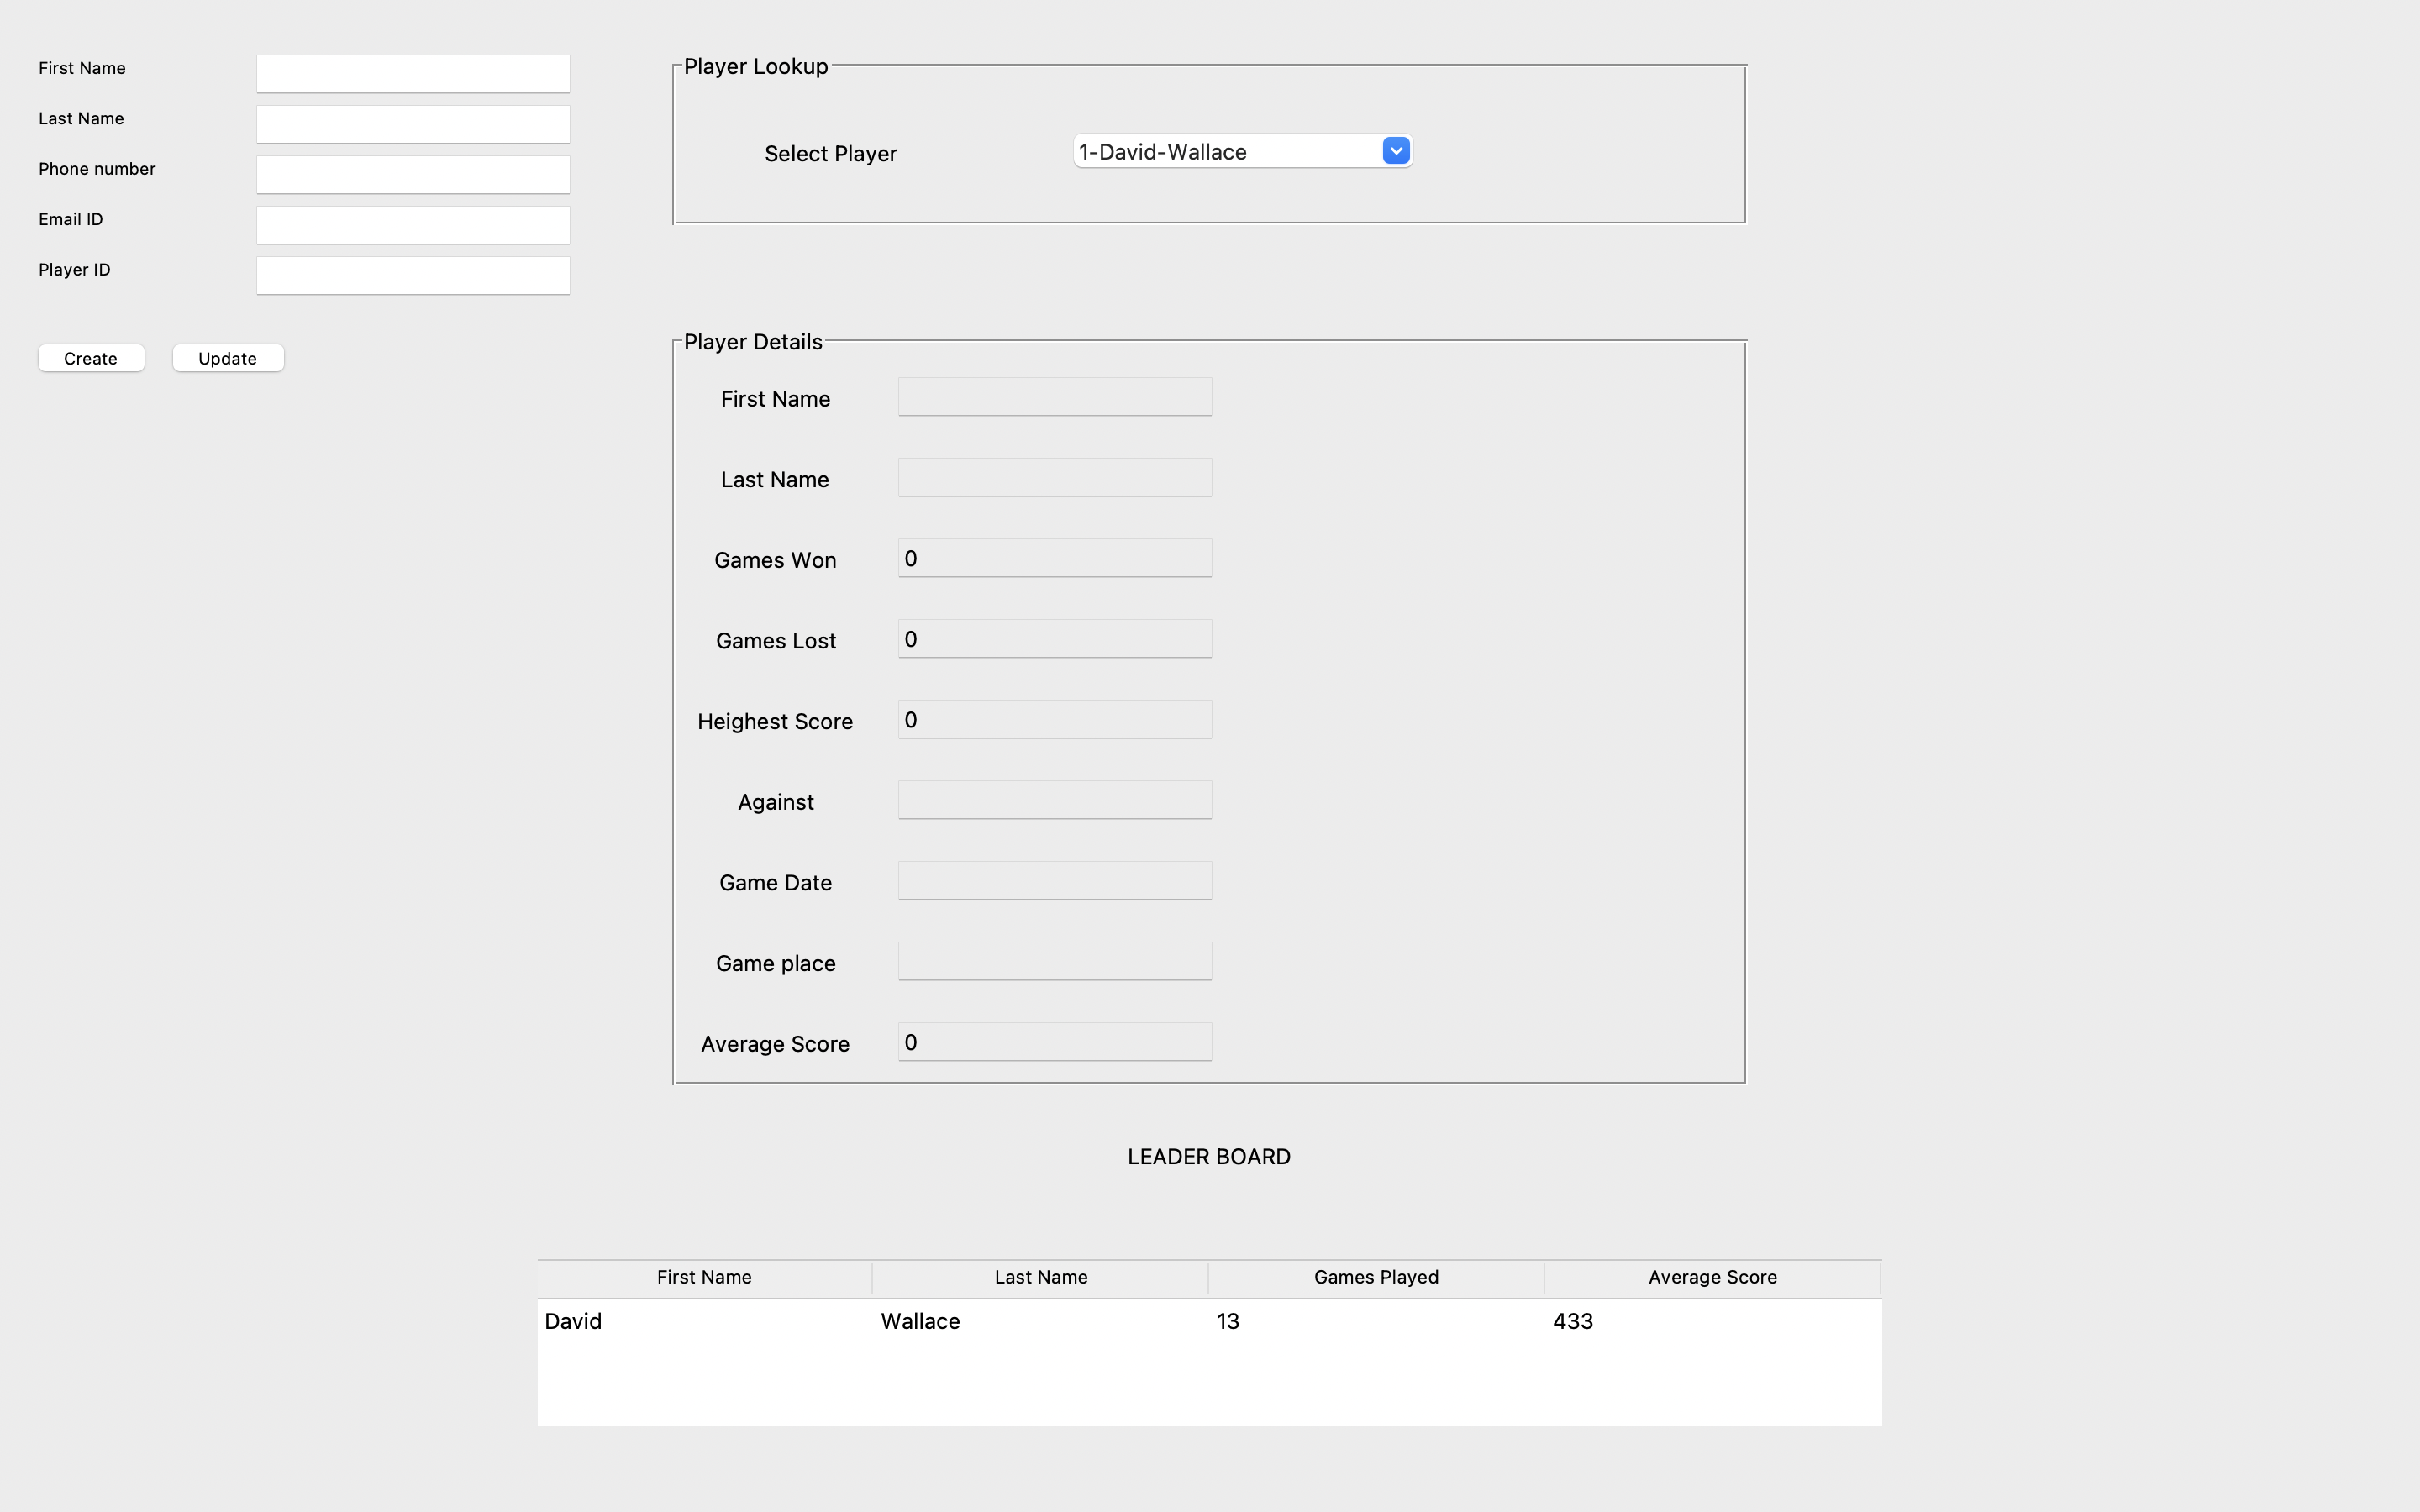 First Name
Last Name
Phone number
Email ID
Player ID
Create Update
Player Lookup
Select Player 1-David-Wallace
Player Details
First Name
Last Name
Games Won 0
Games Lost 0
Heighest Score 0
Against
Game Date
Game place
Average Score 0
LEADER BOARD
First Name Last Name Games Played Average Score
David Wallace 13 433